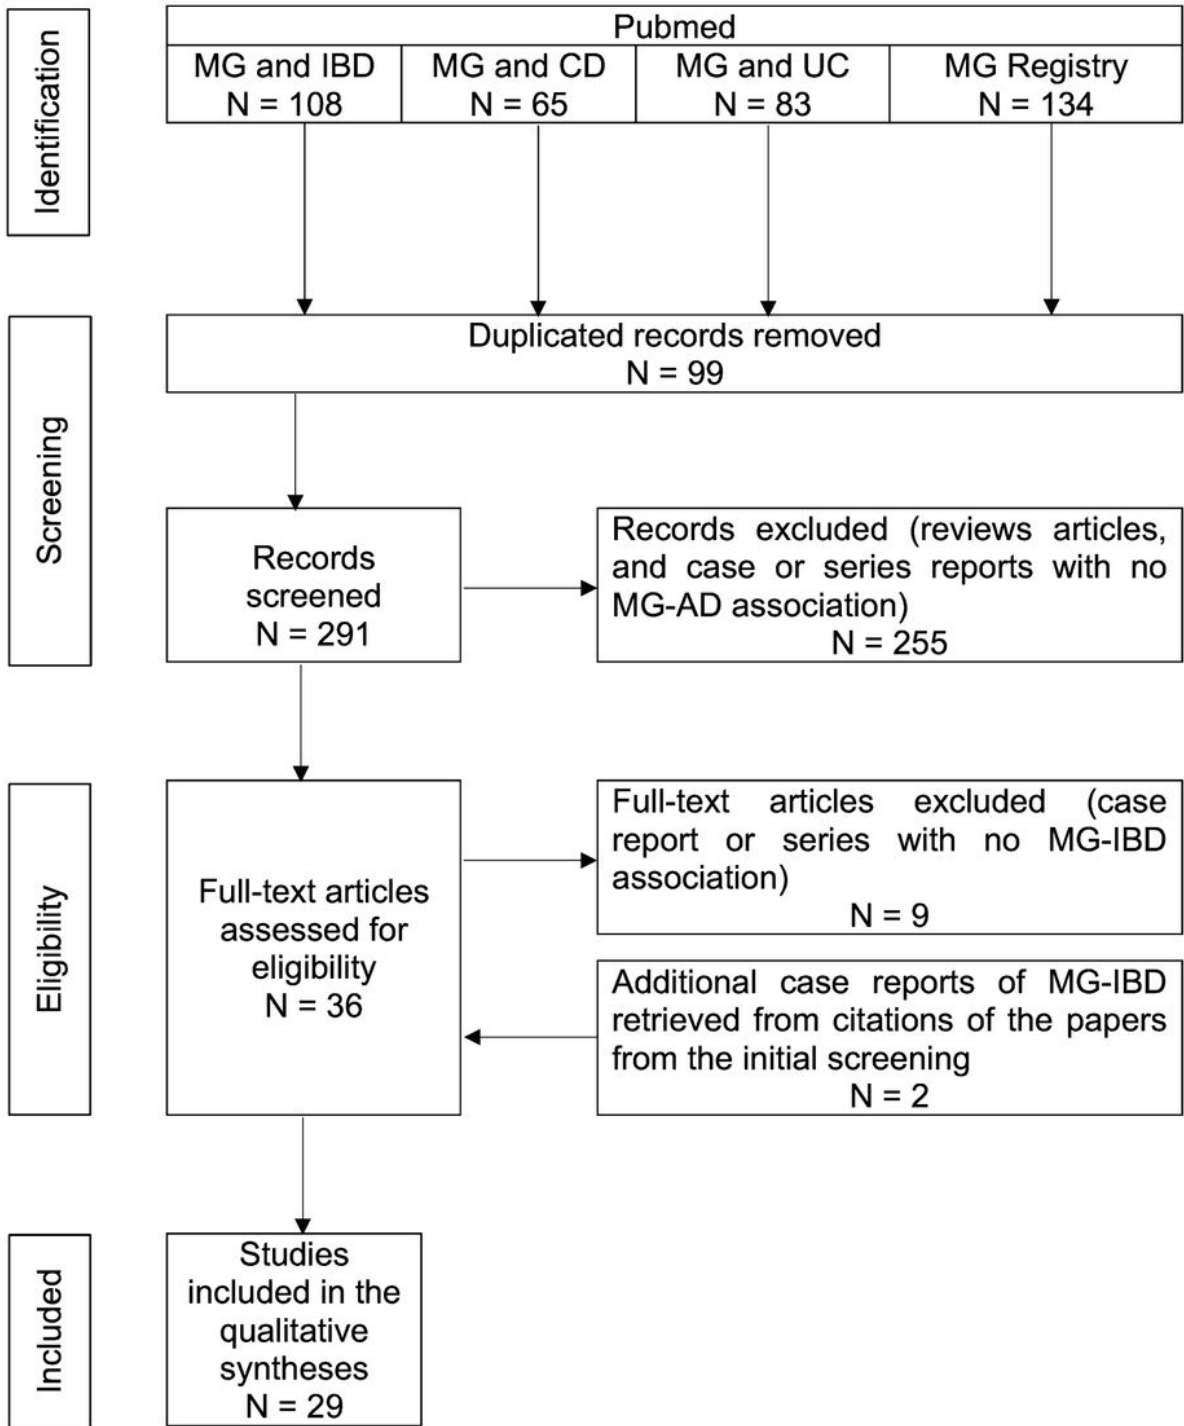 Identification
Pubmed
MG and IBD
N = 108
MG and CD
N = 65
MG and UC
N = 83
MG Registry
N = 134
Screening
Duplicated records removed
N = 99
Records
screened
N = 291
Records excluded (reviews articles,
and case or series reports with no
MG-AD association)
N = 255
Eligibility
Full-text articles
assessed for
eligibility
N = 36
Full-text articles excluded (case
report or series with no MG-IBD
association)
N = 9
Additional case reports of MG-IBD
retrieved from citations of the papers
from the initial screening
N = 2
Included
Studies
included in the
qualitative
syntheses
N = 29